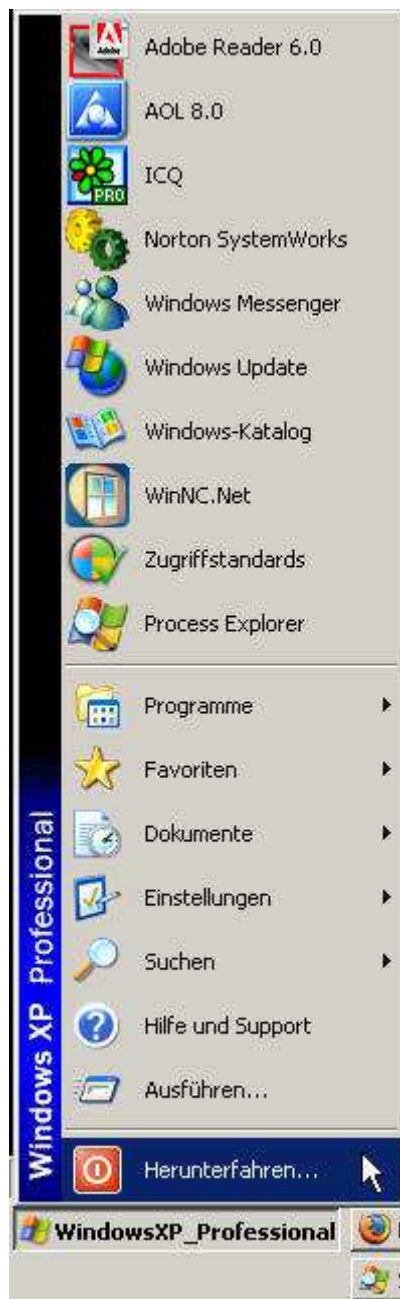 Adobe Reader 6.0
AOL 8.0
PRO
ICQ
Norton SystemWorks
Windows Messenger
Windows Update
Windows-Katalog
WinNC.Net
Zugriffstandards
Process Explorer
Programme
Favoriten
Dokumente
Einstellungen
Suchen
Hilfe und Support
Ausführen...
Herunterfahren...
Windows XP Professional
WindowsXP_Professional